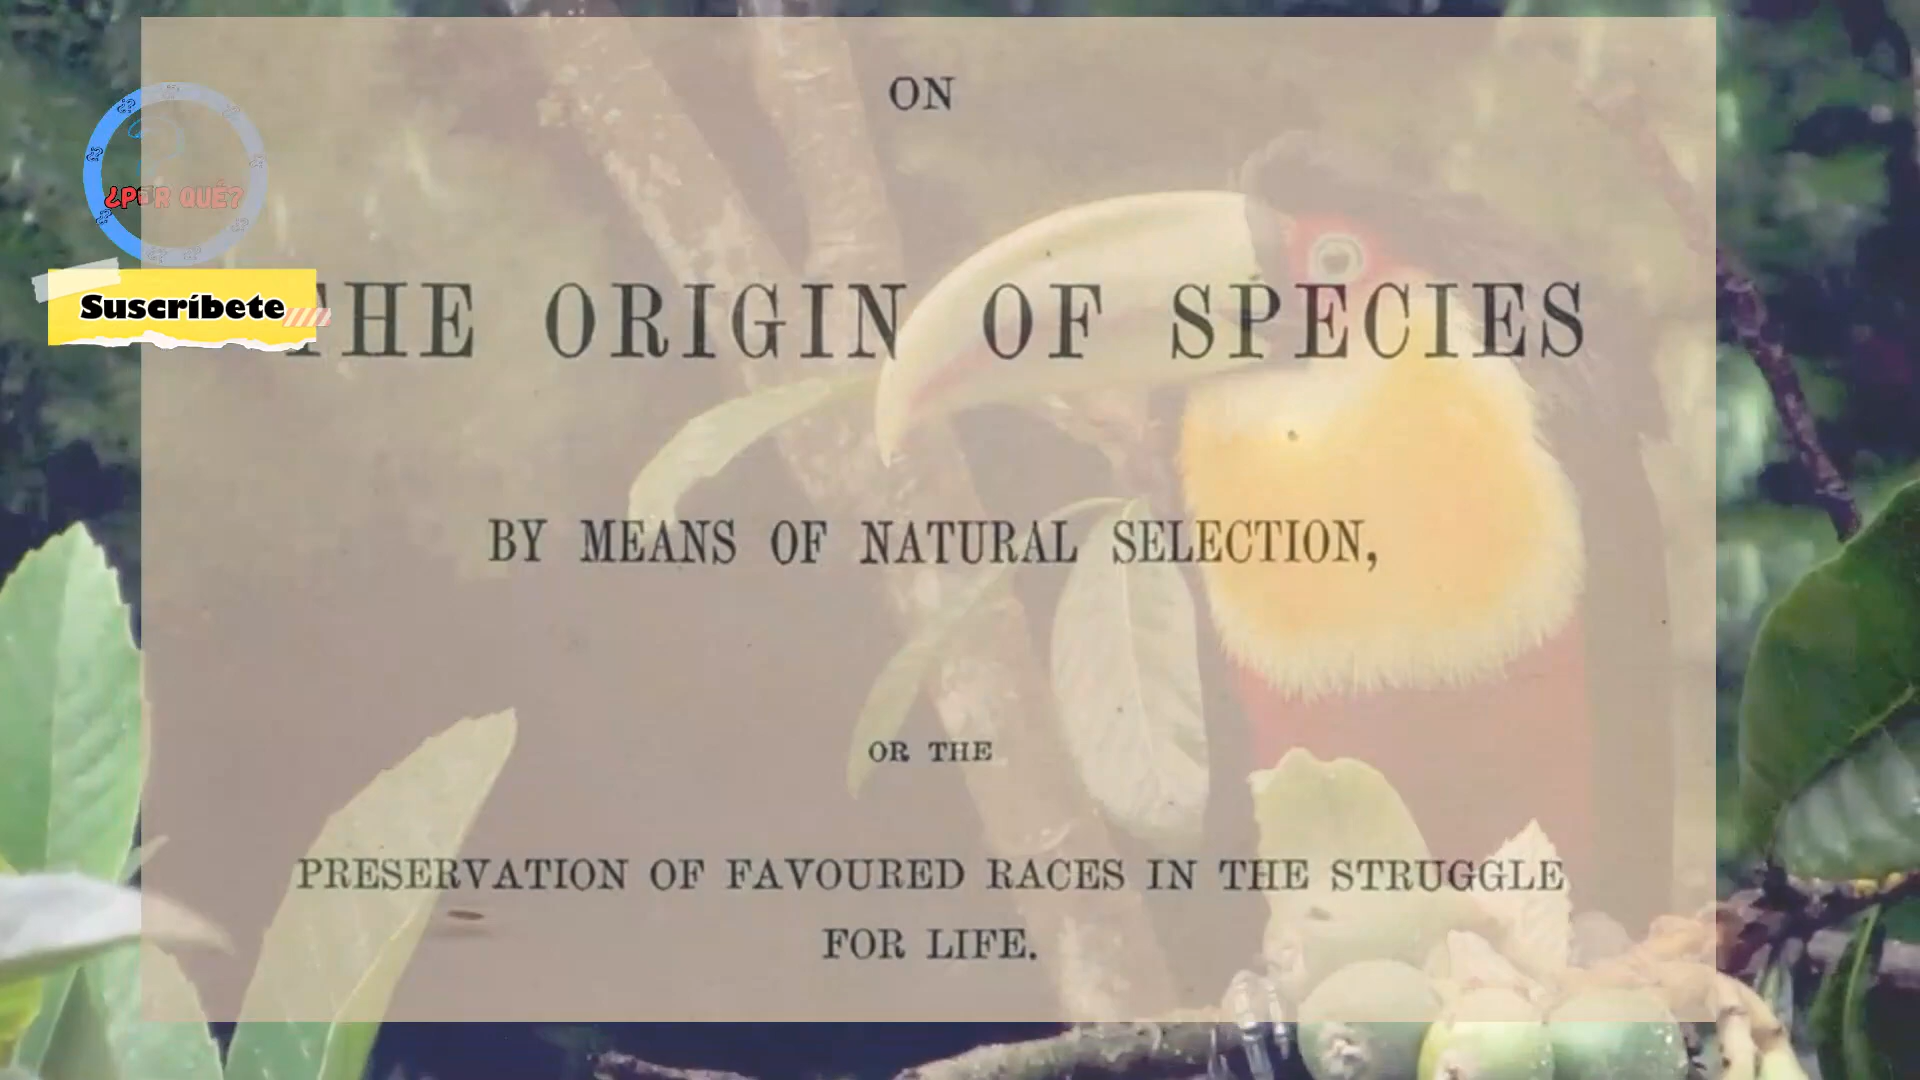 ON
¿POR QUÉ?
Suscríbete
THE ORIGIN OF SPECIES
BY MEANS OF NATURAL SELECTION,
OR THE
PRESERVATION OF FAVOURED RACES IN THE STRUGGLE
FOR LIFE.